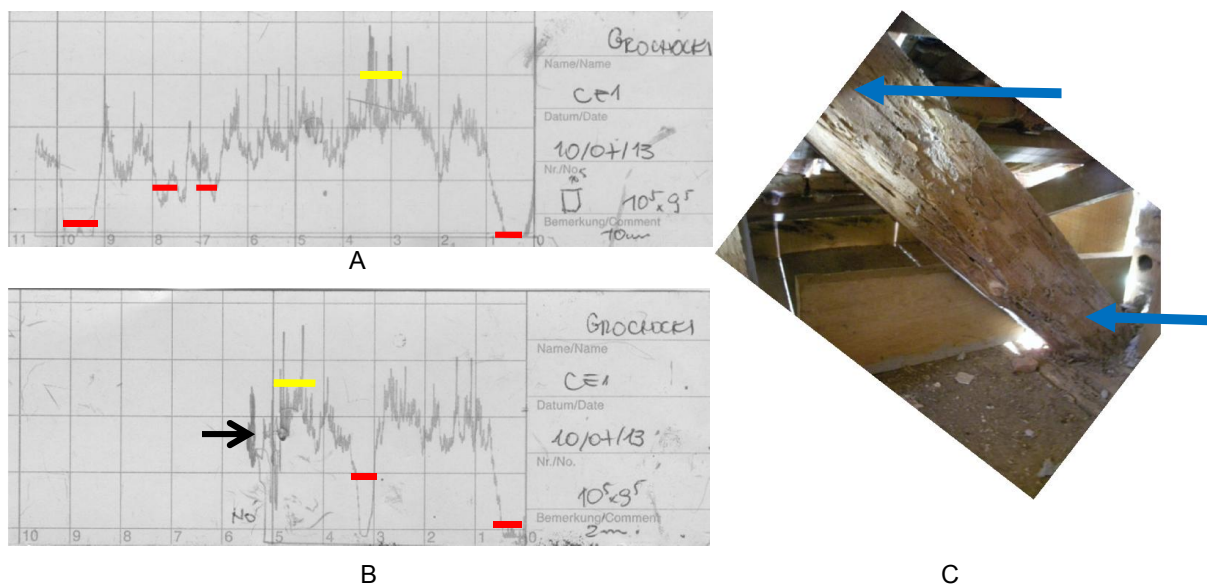 GROCHOCKI
Name/Name
CE1
Datum/Date
10/07/13
Nr./No.
10⁵x9⁵
Bemerkung/Comment
10cm
11 10 9 8 7 6 5 4 3 2 1 0
A
GROCHOCKI
Name/Name
CE1
Datum/Date
10/07/13
Nr./No.
10⁵x9⁵
Bemerkung/Comment
2m.
10 9 8 7 6 5 4 3 2 1 0
B
C